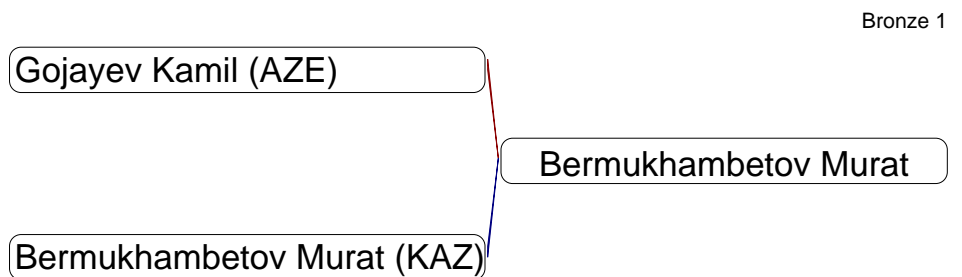 Bronze 1
Gojayev Kamil (AZE)
Bermukhambetov Murat
Bermukhambetov Murat (KAZ)